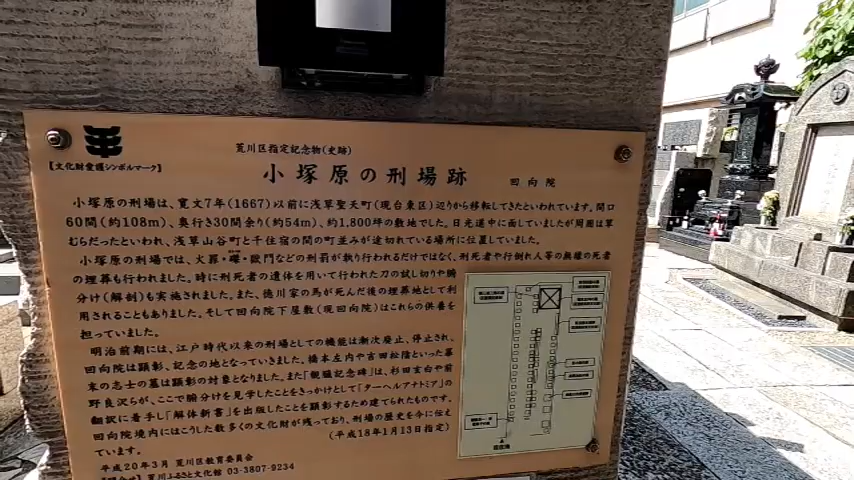 荒川区指定記念物(史跡)
小塚原の刑場跡
回向院
【文化財愛護シンボルマーク】
小塚原の刑場は、寛文7年(1667)以前に浅草聖天町(現台東区)辺りから移転してきたといわれています。間口
60間(約108m)、奥行き30間余り(約54m)、約1,800坪の敷地でした。日光道中に面していましたが周囲は草
むらだったといわれ、浅草山谷町と千住宿の間の町並みが途切れている場所に位置していました。
小塚原の刑場では、火罪・磔・獄門などの刑罰が執り行われるだけではなく、刑死者や行倒れ人等の無縁の死者
の埋葬も行われました。時に刑死者の遺体を用いて行われた刀の試し切りや腑
分け(解剖)も実施されました。また、徳川家の馬が死んだ後の埋葬地として利
用されることもありました。そして回向院下屋敷(現回向院)はこれらの供養を
担っていました。
明治前期には、江戸時代以来の刑場としての機能は漸次廃止、停止され、
回向院は顕彰、記念の地となっていきました。橋本左内や吉田松陰といった幕
末の志士の墓は顕彰の対象となりました。また「観臓記念碑」は、杉田玄白や前
野良沢らが、ここで腑分けを見学したことをきっかけとして『ターヘルアナトミア』の
翻訳に着手し、『解体新書』を出版したことを顕彰するため建てられたものです。
回向院境内にはこうした数多くの文化財が残っており、刑場の歴史を今に伝え
ています。
(平成18年1月13日指定)
平成20年3月 荒川区教育委員会
荒川ふるさと文化館 03-3807-9234